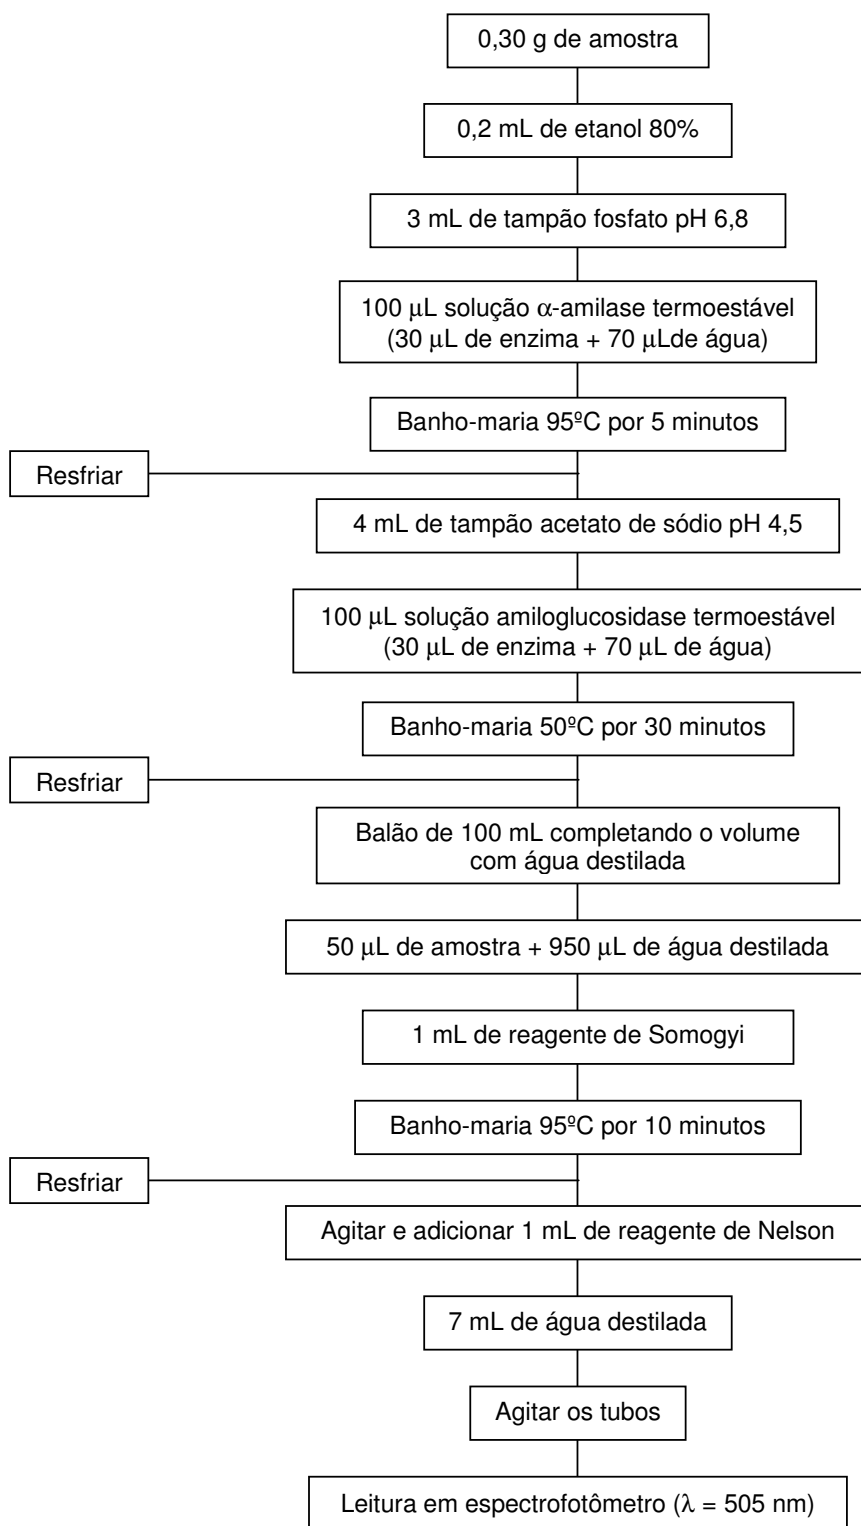 0,30 g de amostra
0,2 mL de etanol 80%
3 mL de tampão fosfato pH 6,8
100 μL solução α-amilase termoestável
(30 μL de enzima + 70 μLde água)
Banho-maria 95ºC por 5 minutos
Resfriar
4 mL de tampão acetato de sódio pH 4,5
100 μL solução amiloglucosidase termoestável
(30 μL de enzima + 70 μL de água)
Banho-maria 50ºC por 30 minutos
Resfriar
Balão de 100 mL completando o volume
com água destilada
50 μL de amostra + 950 μL de água destilada
1 mL de reagente de Somogyi
Banho-maria 95ºC por 10 minutos
Resfriar
Agitar e adicionar 1 mL de reagente de Nelson
7 mL de água destilada
Agitar os tubos
Leitura em espectrofotômetro (λ = 505 nm)